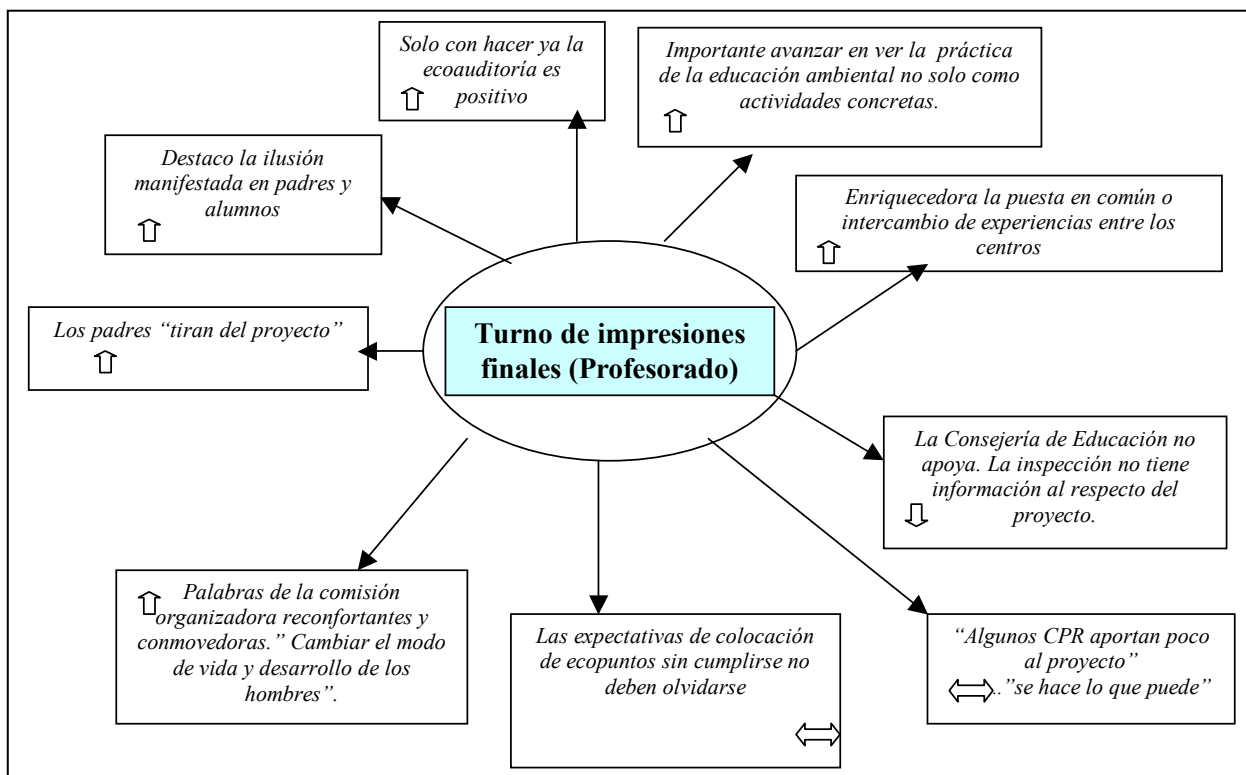 Solo con hacer ya la
ecoauditoría es
positivo
Importante avanzar en ver la práctica
de la educación ambiental no solo como
actividades concretas.
Destaco la ilusión
manifestada en padres y
alumnos
Enriquecedora la puesta en común o
intercambio de experiencias entre los
centros
Los padres “tiran del proyecto”
Turno de impresiones
finales (Profesorado)
La Consejería de Educación no
apoya. La inspección no tiene
información al respecto del
proyecto.
Palabras de la comisión
organizadora reconfortantes y
conmovedoras.” Cambiar el modo
de vida y desarrollo de los
hombres”.
Las expectativas de colocación
de ecopuntos sin cumplirse no
deben olvidarse
“Algunos CPR aportan poco
al proyecto”
..”se hace lo que puede”